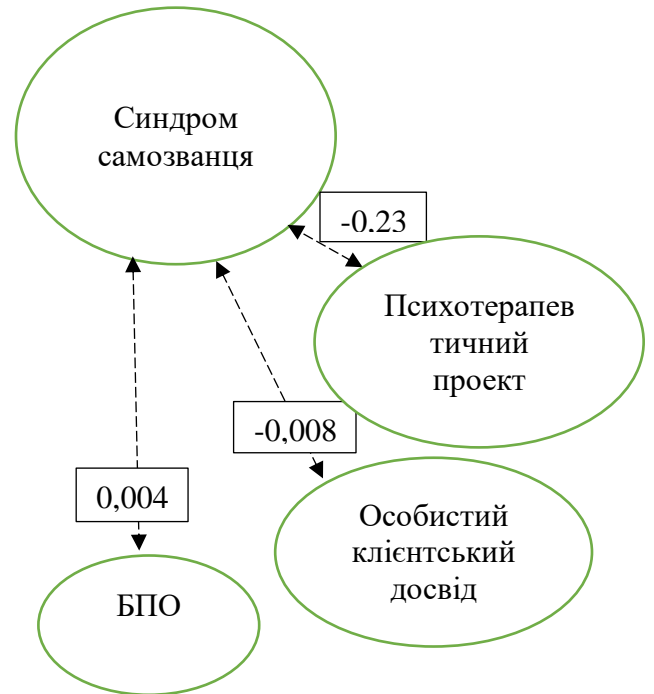 Синдром
самозванця
-0.23
Психотерапев
тичний
проект
-0,008
0,004
Особистий
клієнтський
досвід
БПО